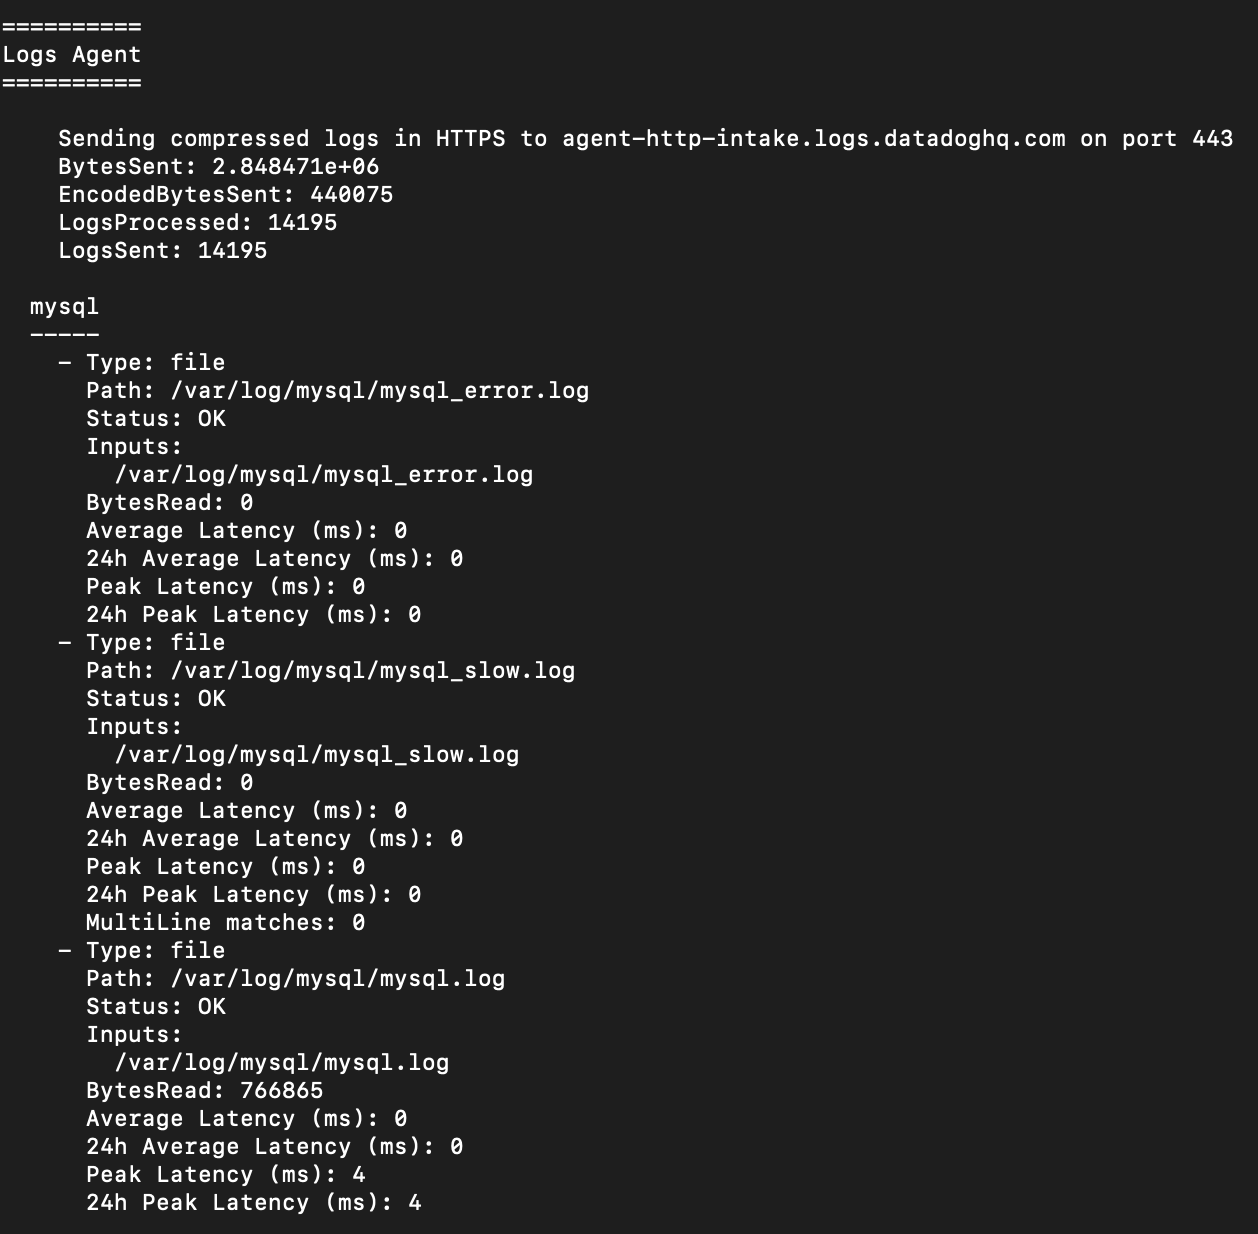 ==========
Logs Agent
==========
Sending compressed logs in HTTPS to agent-http-intake.logs.datadoghq.com on port 443
BytesSent: 2.848471e+06
EncodedBytesSent: 440075
LogsProcessed: 14195
LogsSent: 14195
mysql
-----
- Type: file
Path: /var/log/mysql/mysql_error.log
Status: OK
Inputs:
/var/log/mysql/mysql_error.log
BytesRead: 0
Average Latency (ms): 0
24h Average Latency (ms): 0
Peak Latency (ms): 0
24h Peak Latency (ms): 0
- Type: file
Path: /var/log/mysql/mysql_slow.log
Status: OK
Inputs:
/var/log/mysql/mysql_slow.log
BytesRead: 0
Average Latency (ms): 0
24h Average Latency (ms): 0
Peak Latency (ms): 0
24h Peak Latency (ms): 0
MultiLine matches: 0
- Type: file
Path: /var/log/mysql/mysql.log
Status: OK
Inputs:
/var/log/mysql/mysql.log
BytesRead: 766865
Average Latency (ms): 0
24h Average Latency (ms): 0
Peak Latency (ms): 4
24h Peak Latency (ms): 4